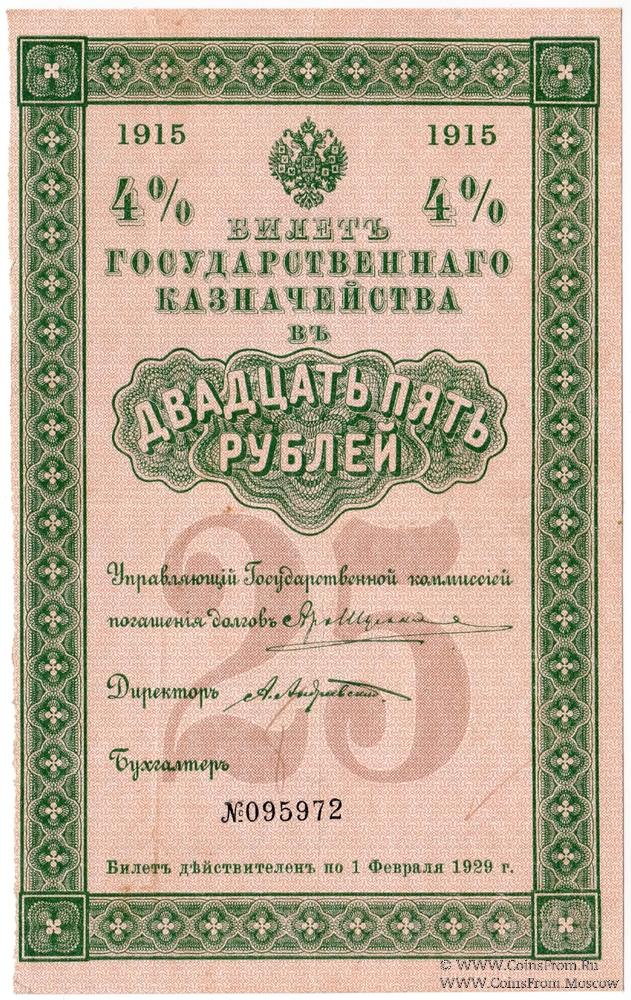 1915 1915
4% 4%
БИЛЕТЪ
ГОСУДАРСТВЕННАГО
КАЗНАЧЕЙСТВА
ВЪ
ДВАДЦАТЬ ПЯТЬ
РУБЛЕЙ
25
Управляющій Государственной коммиссіей
погашенія долговъ
Директоръ
Бухгалтеръ
№095972
Билетъ дѣйствителенъ по 1 Февраля 1929 г.
© WWW.CoinsFrom.Ru
WWW.CoinsFrom.Moscow